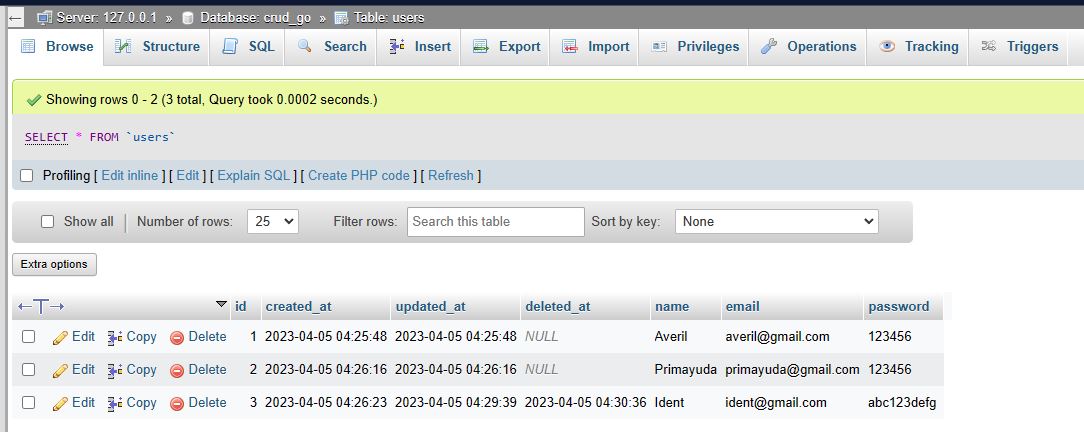 Server: 127.0.0.1 » Database: crud_go » Table: users
Browse Structure SQL Search Insert Export Import Privileges Operations Tracking Triggers
Showing rows 0 - 2 (3 total, Query took 0.0002 seconds.)
SELECT * FROM `users`
Profiling [ Edit inline ] [ Edit ] [ Explain SQL ] [ Create PHP code ] [ Refresh ]
Show all Number of rows: 25 Filter rows: Search this table Sort by key: None
Extra options
←T→ id created_at updated_at deleted_at name email password
Edit Copy Delete 1 2023-04-05 04:25:48 2023-04-05 04:25:48 NULL Averil averil@gmail.com 123456
Edit Copy Delete 2 2023-04-05 04:26:16 2023-04-05 04:26:16 NULL Primayuda primayuda@gmail.com 123456
Edit Copy Delete 3 2023-04-05 04:26:23 2023-04-05 04:29:39 2023-04-05 04:30:36 Ident ident@gmail.com abc123defg